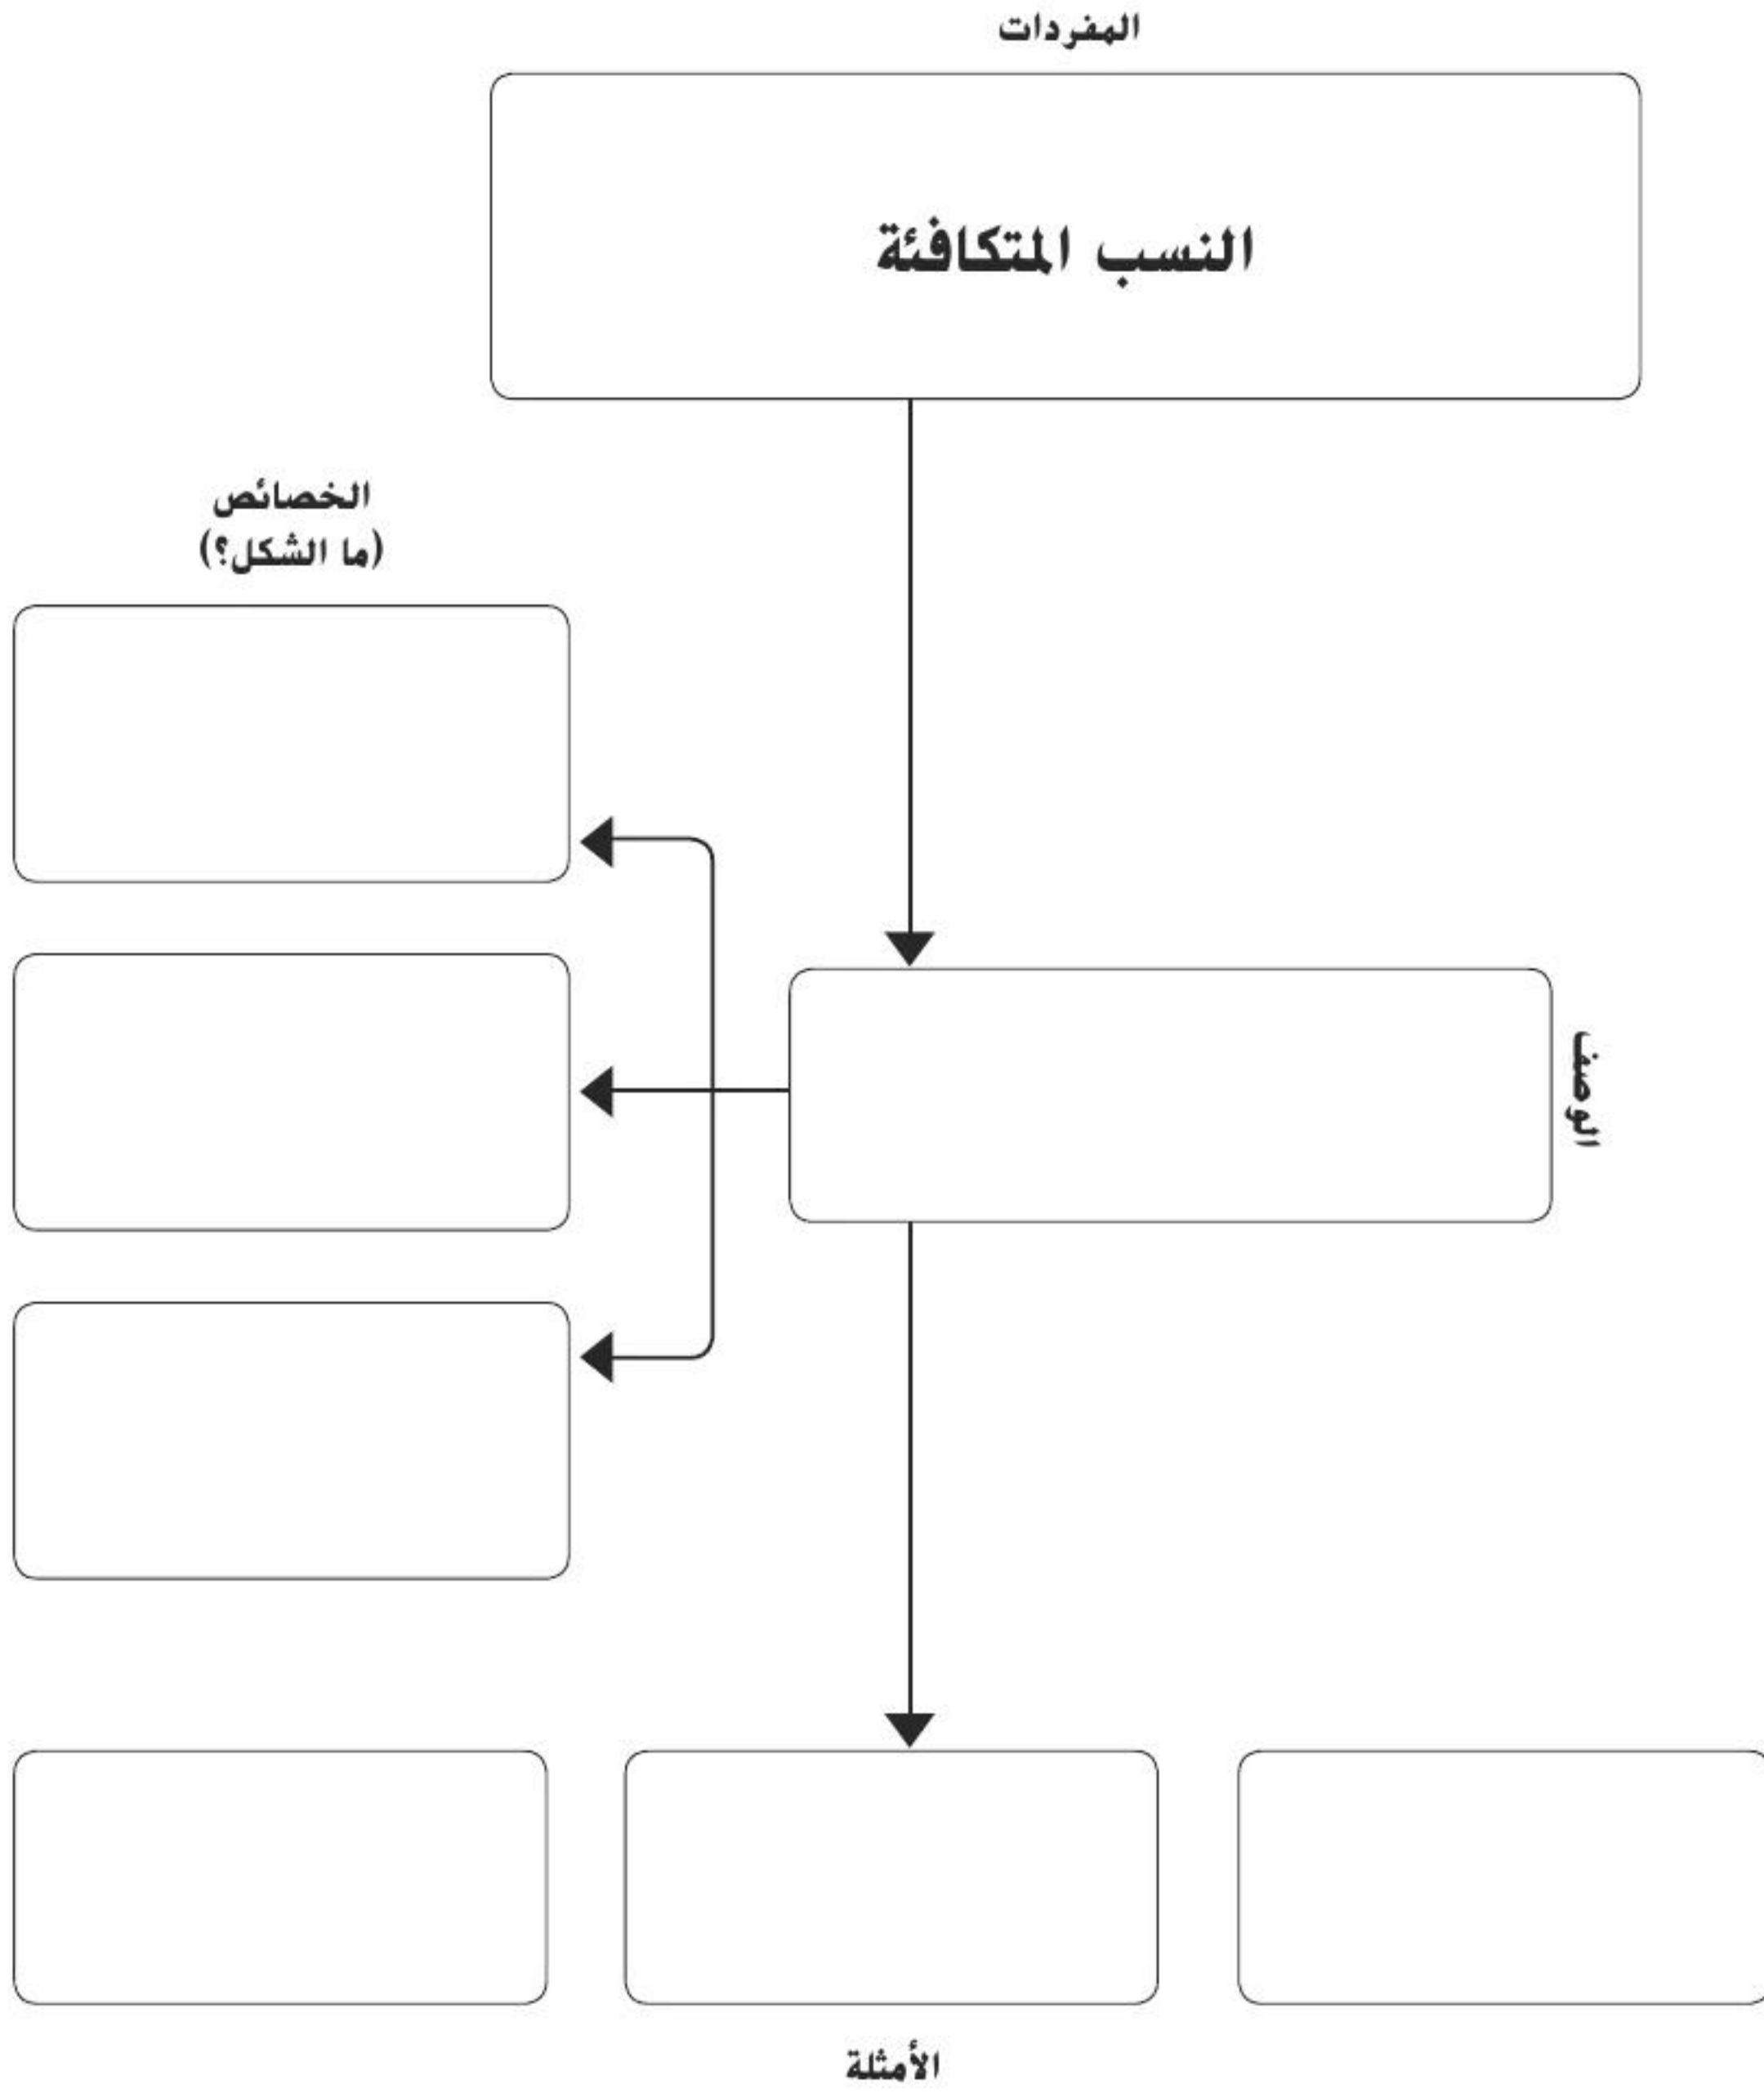 المفردات
النسب المتكافئة
الخصائص
(ما الشكل؟)
الوصف
الأمثلة